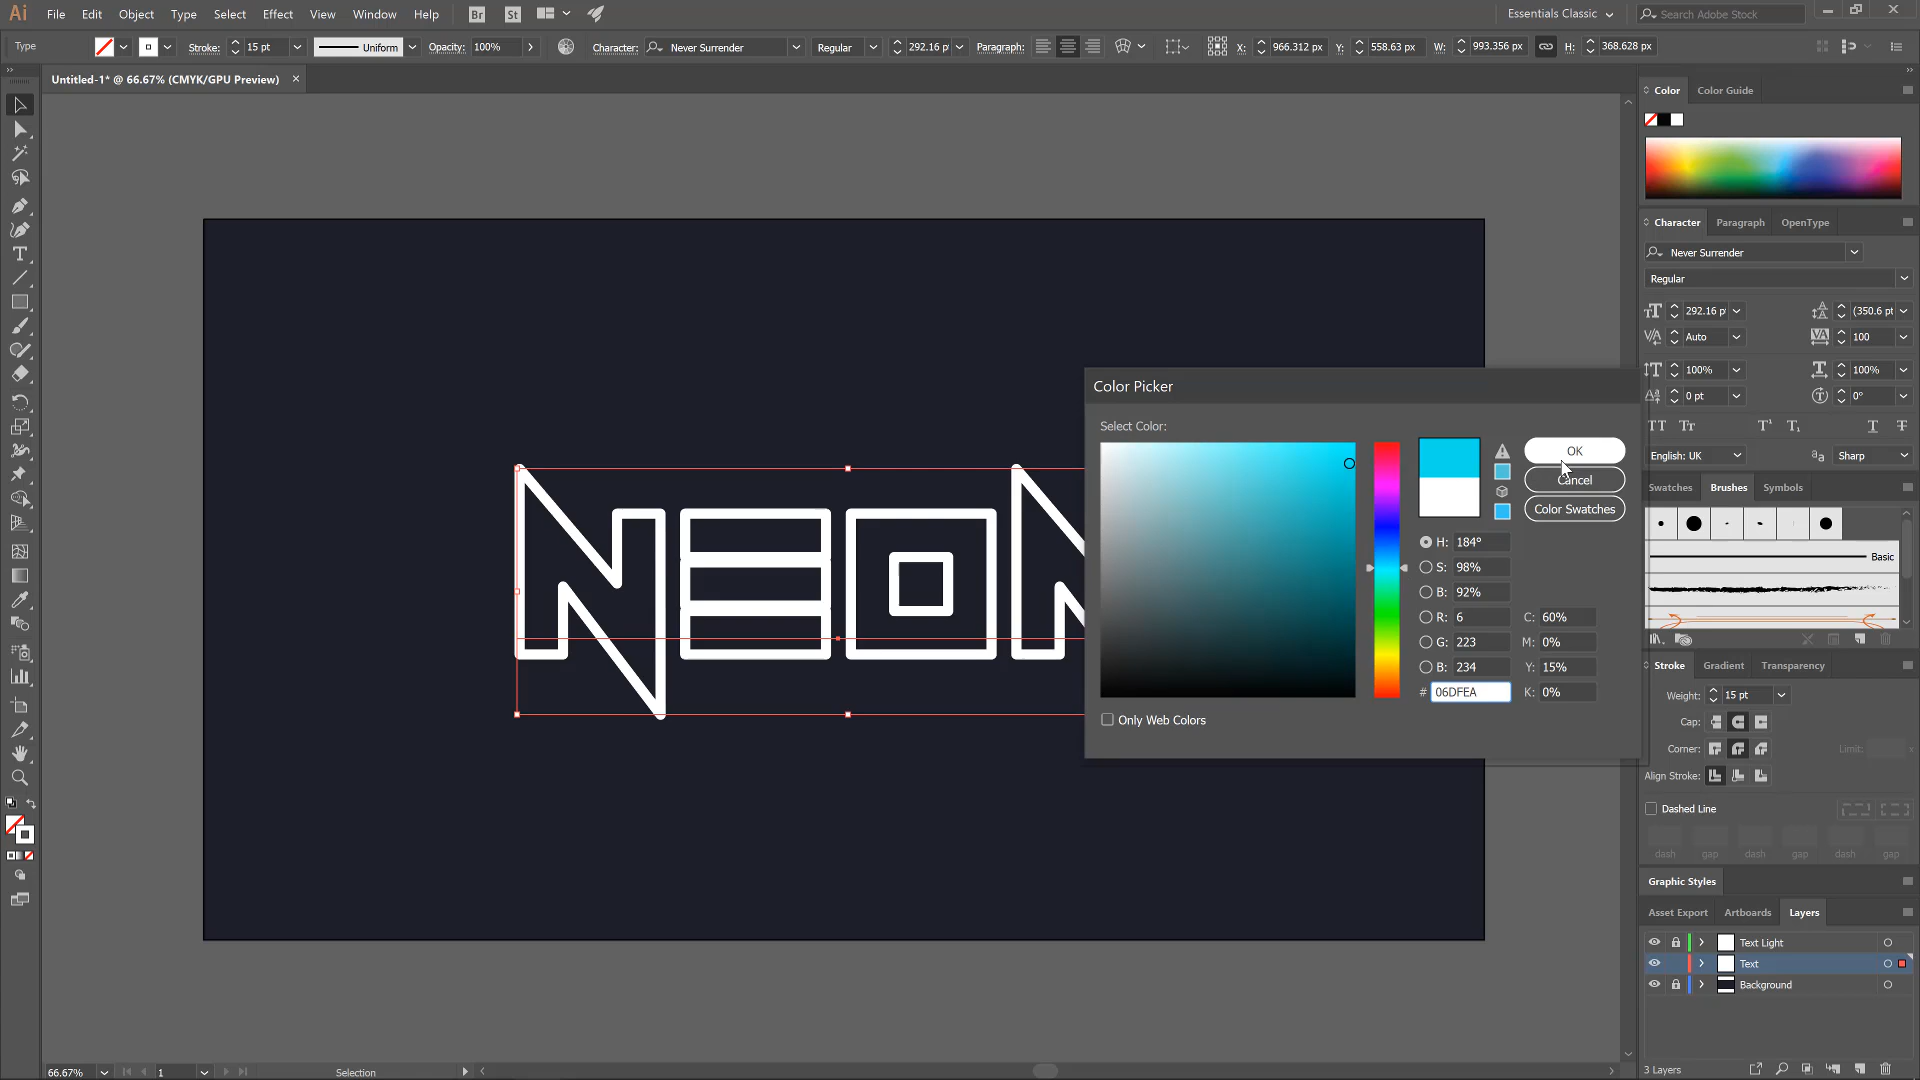 Ai File Edit Object Type Select Effect View Window Help Br St Essentials Classic Search Adobe Stock
Type Stroke: 15 pt Uniform Opacity: 100% Character: Never Surrender Regular 292.16 p Paragraph: X: 966.312 px Y: 558.63 px W: 993.356 px H: 368.628 px
Untitled-1* @ 66.67% (CMYK/GPU Preview)
NEON
Color Picker
Select Color:
OK
Cancel
Color Swatches
H: 184°
S: 98%
B: 92%
R: 6 C: 60%
G: 223 M: 0%
B: 234 Y: 15%
# 06DFEA K: 0%
Only Web Colors
Color Color Guide
Character Paragraph OpenType
Never Surrender
Regular
292.16 p (350.6 pt
Auto 100
100% 100%
0 pt 0°
TT Tr T¹ T₁ T T
English: UK Sharp
Swatches Brushes Symbols
Basic
Stroke Gradient Transparency
Weight: 15 pt
Cap:
Corner: Limit:
Align Stroke:
Dashed Line
dash gap dash gap dash gap
Graphic Styles
Asset Export Artboards Layers
Text Light
Text
Background
3 Layers
66.67% 1 Selection